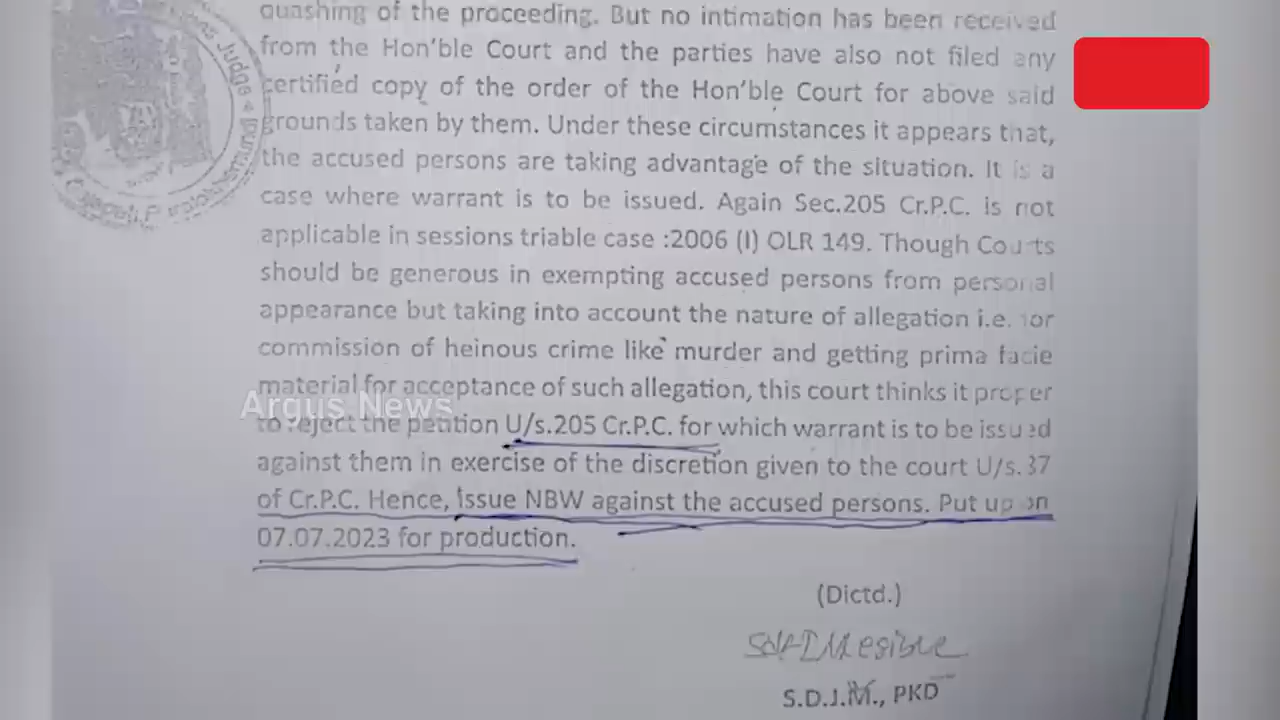 quashing of the proceeding. But no intimation has been received
from the Hon'ble Court and the parties have also not filed any
certified copy of the order of the Hon'ble Court for above said
grounds taken by them. Under these circumstances it appears that,
the accused persons are taking advantage of the situation. It is a
case where warrant is to be issued. Again Sec.205 Cr.P.C. is not
applicable in sessions triable case :2006 (I) OLR 149. Though Courts
should be generous in exempting accused persons from personal
appearance but taking into account the nature of allegation i.e. for
commission of heinous crime like murder and getting prima facie
material for acceptance of such allegation, this court thinks it proper
Argus News
to reject the petition U/s.205 Cr.P.C. for which warrant is to be issued
against them in exercise of the discretion given to the court U/s.37
of Cr.P.C. Hence, issue NBW against the accused persons. Put up on
07.07.2023 for production.
(Dictd.)
Sd/-Illegible
S.D.J.M., PKD